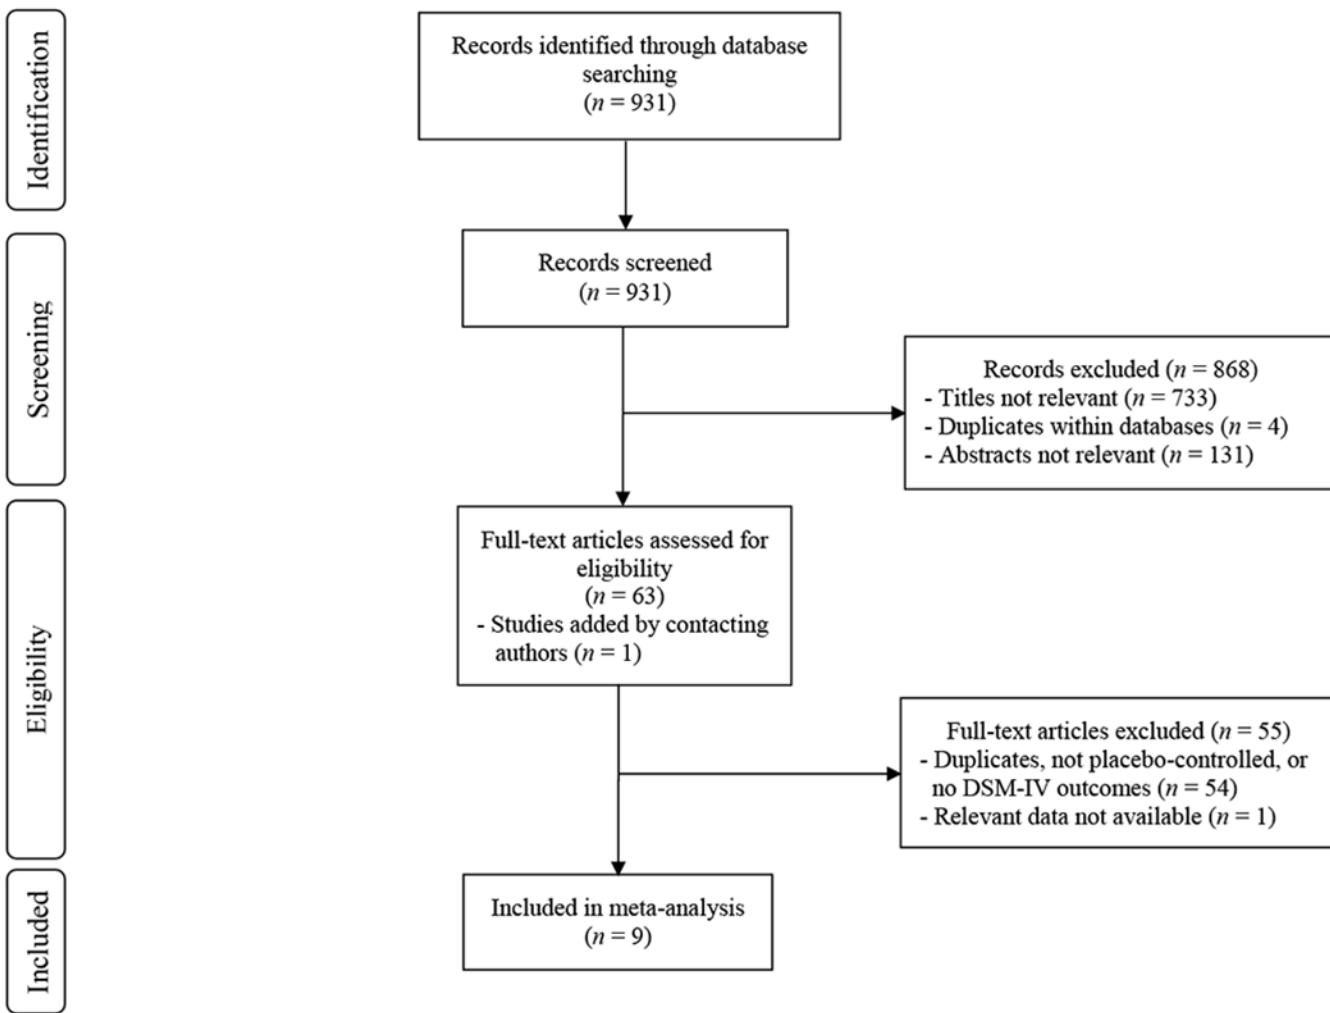 Identification
Records identified through database
searching
(n = 931)
Screening
Records screened
(n = 931)
Records excluded (n = 868)
- Titles not relevant (n = 733)
- Duplicates within databases (n = 4)
- Abstracts not relevant (n = 131)
Eligibility
Full-text articles assessed for
eligibility
(n = 63)
- Studies added by contacting
authors (n = 1)
Full-text articles excluded (n = 55)
- Duplicates, not placebo-controlled, or
no DSM-IV outcomes (n = 54)
- Relevant data not available (n = 1)
Included
Included in meta-analysis
(n = 9)